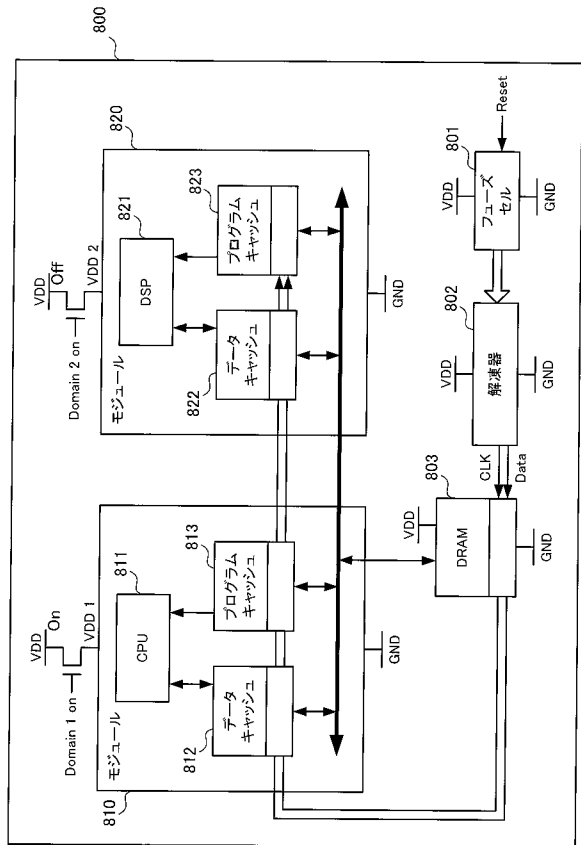 800
VDD
On
Domain 1 on
VDD 1
810
モジュール
811
CPU
812
データ
キャッシュ
813
プログラム
キャッシュ
GND
VDD
Off
Domain 2 on
VDD 2
820
モジュール
821
DSP
822
データ
キャッシュ
823
プログラム
キャッシュ
GND
803
VDD
DRAM
GND
CLK
Data
802
VDD
解凍器
GND
801
VDD
フューズ
セル
GND
Reset